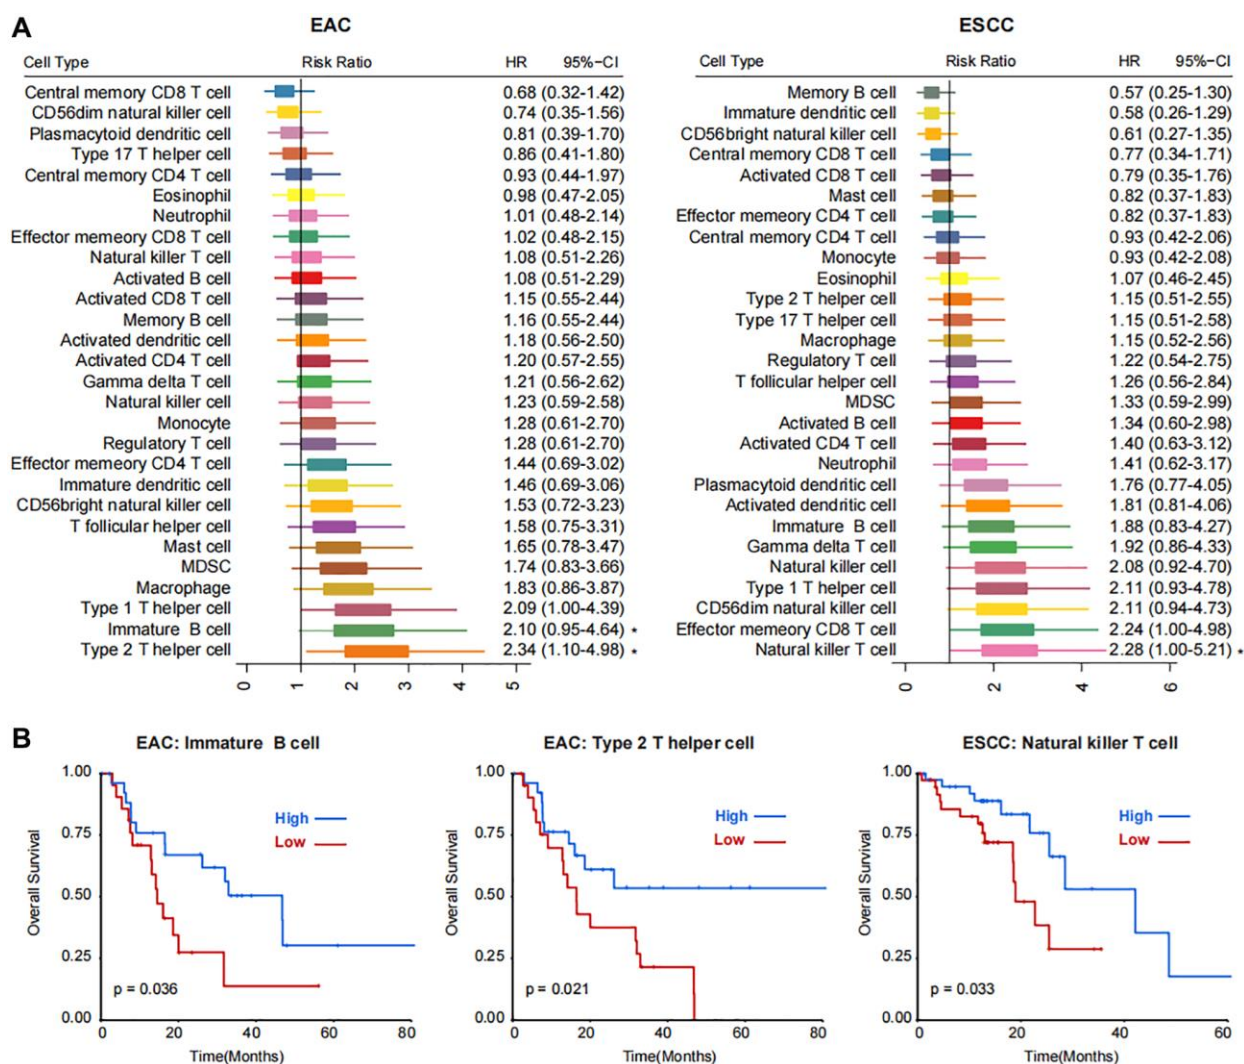 A
EAC
Cell Type Risk Ratio HR 95%-CI
Central memory CD8 T cell 0.68 (0.32-1.42)
CD56dim natural killer cell 0.74 (0.35-1.56)
Plasmacytoid dendritic cell 0.81 (0.39-1.70)
Type 17 T helper cell 0.86 (0.41-1.80)
Central memory CD4 T cell 0.93 (0.44-1.97)
Eosinophil 0.98 (0.47-2.05)
Neutrophil 1.01 (0.48-2.14)
Effector memeory CD8 T cell 1.02 (0.48-2.15)
Natural killer T cell 1.08 (0.51-2.26)
Activated B cell 1.08 (0.51-2.29)
Activated CD8 T cell 1.15 (0.55-2.44)
Memory B cell 1.16 (0.55-2.44)
Activated dendritic cell 1.18 (0.56-2.50)
Activated CD4 T cell 1.20 (0.57-2.55)
Gamma delta T cell 1.21 (0.56-2.62)
Natural killer cell 1.23 (0.59-2.58)
Monocyte 1.28 (0.61-2.70)
Regulatory T cell 1.28 (0.61-2.70)
Effector memeory CD4 T cell 1.44 (0.69-3.02)
Immature dendritic cell 1.46 (0.69-3.06)
CD56bright natural killer cell 1.53 (0.72-3.23)
T follicular helper cell 1.58 (0.75-3.31)
Mast cell 1.65 (0.78-3.47)
MDSC 1.74 (0.83-3.66)
Macrophage 1.83 (0.86-3.87)
Type 1 T helper cell 2.09 (1.00-4.39)
Immature B cell 2.10 (0.95-4.64) *
Type 2 T helper cell 2.34 (1.10-4.98) *
0 1 2 3 4 5
ESCC
Cell Type Risk Ratio HR 95%-CI
Memory B cell 0.57 (0.25-1.30)
Immature dendritic cell 0.58 (0.26-1.29)
CD56bright natural killer cell 0.61 (0.27-1.35)
Central memory CD8 T cell 0.77 (0.34-1.71)
Activated CD8 T cell 0.79 (0.35-1.76)
Mast cell 0.82 (0.37-1.83)
Effector memeory CD4 T cell 0.82 (0.37-1.83)
Central memory CD4 T cell 0.93 (0.42-2.06)
Monocyte 0.93 (0.42-2.08)
Eosinophil 1.07 (0.46-2.45)
Type 2 T helper cell 1.15 (0.51-2.55)
Type 17 T helper cell 1.15 (0.51-2.58)
Macrophage 1.15 (0.52-2.56)
Regulatory T cell 1.22 (0.54-2.75)
T follicular helper cell 1.26 (0.56-2.84)
MDSC 1.33 (0.59-2.99)
Activated B cell 1.34 (0.60-2.98)
Activated CD4 T cell 1.40 (0.63-3.12)
Neutrophil 1.41 (0.62-3.17)
Plasmacytoid dendritic cell 1.76 (0.77-4.05)
Activated dendritic cell 1.81 (0.81-4.06)
Immature B cell 1.88 (0.83-4.27)
Gamma delta T cell 1.92 (0.86-4.33)
Natural killer cell 2.08 (0.92-4.70)
Type 1 T helper cell 2.11 (0.93-4.78)
CD56dim natural killer cell 2.11 (0.94-4.73)
Effector memeory CD8 T cell 2.24 (1.00-4.98)
Natural killer T cell 2.28 (1.00-5.21) *
0 2 4 6
B
EAC: Immature B cell
Overall Survival
1.00
0.75
0.50
0.25
0.00
High
Low
p = 0.036
0 20 40 60 80
Time(Months)
EAC: Type 2 T helper cell
Overall Survival
1.00
0.75
0.50
0.25
0.00
High
Low
p = 0.021
0 20 40 60 80
Time(Months)
ESCC: Natural killer T cell
Overall Survival
1.00
0.75
0.50
0.25
0.00
High
Low
p = 0.033
0 20 40 60
Time(Months)